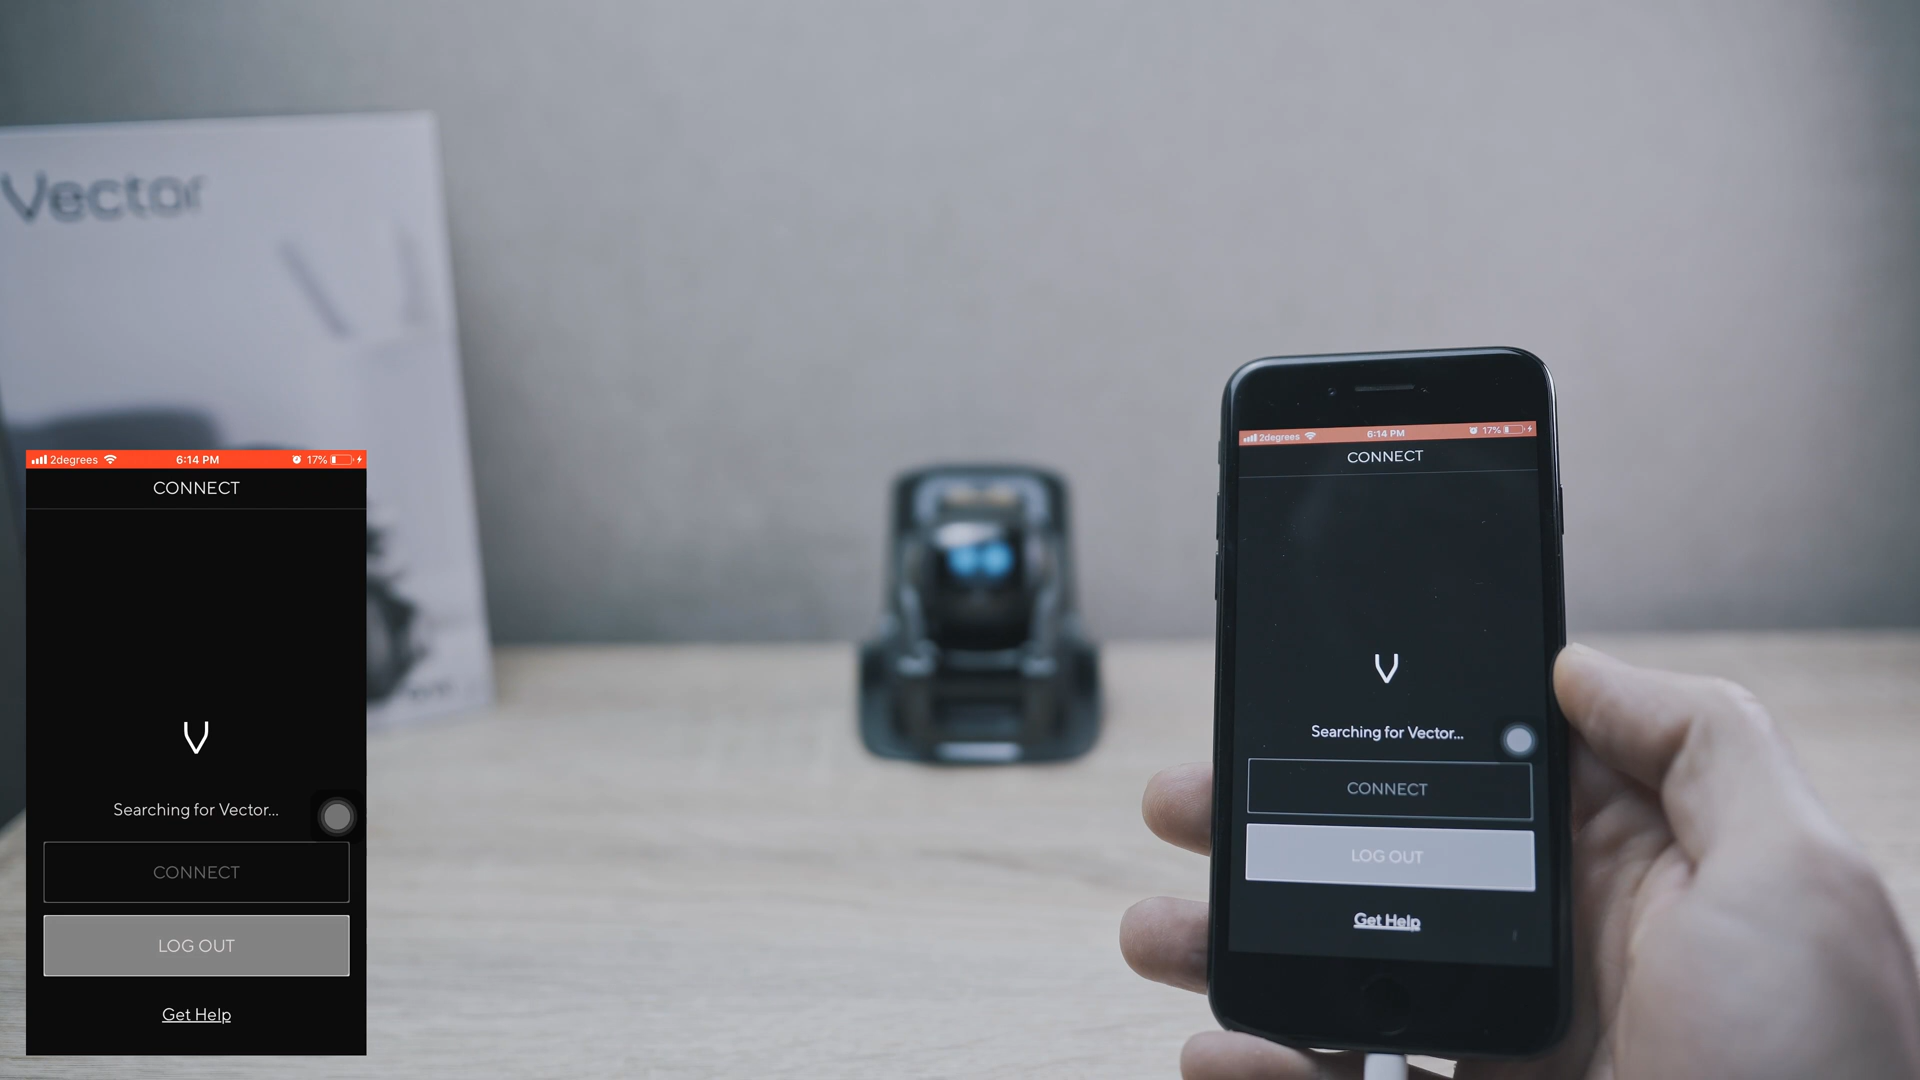 Vector
2degrees 6:14 PM 17%
CONNECT
V
Searching for Vector...
CONNECT
LOG OUT
Get Help
2degrees 6:14 PM 17%
CONNECT
V
Searching for Vector...
CONNECT
LOG OUT
Get Help